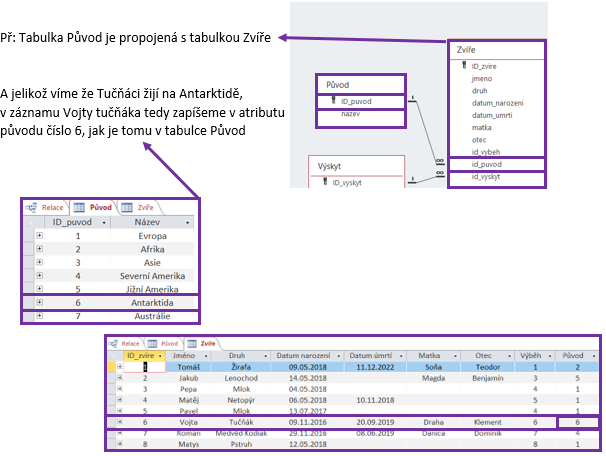 Př: Tabulka Původ je propojená s tabulkou Zvíře
A jelikož víme že Tučňáci žijí na Antarktidě,
v záznamu Vojty tučňáka tedy zapíšeme v atributu
původu číslo 6, jak je tomu v tabulce Původ
Původ
ID_puvod
nazev
Výskyt
ID_vyskyt
1
1
∞
∞
Zvíře
ID_zvire
jmeno
druh
datum_narozeni
datum_umrti
matka
otec
id_vybeh
id_puvod
id_vyskyt
Relace Původ Zvíře
ID_puvod Název
1 Evropa
2 Afrika
3 Asie
4 Severní Amerika
5 Jižní Amerika
6 Antarktida
7 Austrálie
Relace Původ Zvíře
ID_zvire Jméno Druh Datum narození Datum úmrtí Matka Otec Výběh Původ
1 Tomáš Žirafa 09.05.2018 11.12.2022 Soňa Teodor 1 2
2 Jakub Lenochod 14.05.2018 Magda Benjamín 3 5
3 Pepa Mlok 04.05.2018 4 1
4 Matěj Netopýr 06.05.2018 10.11.2018 5 1
5 Pavel Mlok 13.07.2017 4 1
6 Vojta Tučňák 09.11.2016 20.09.2019 Draha Klement 6 6
7 Roman Medvěd Kodiak 29.11.2016 08.06.2019 Danica Dominik 7 4
8 Matys Pstruh 12.05.2018 8 1